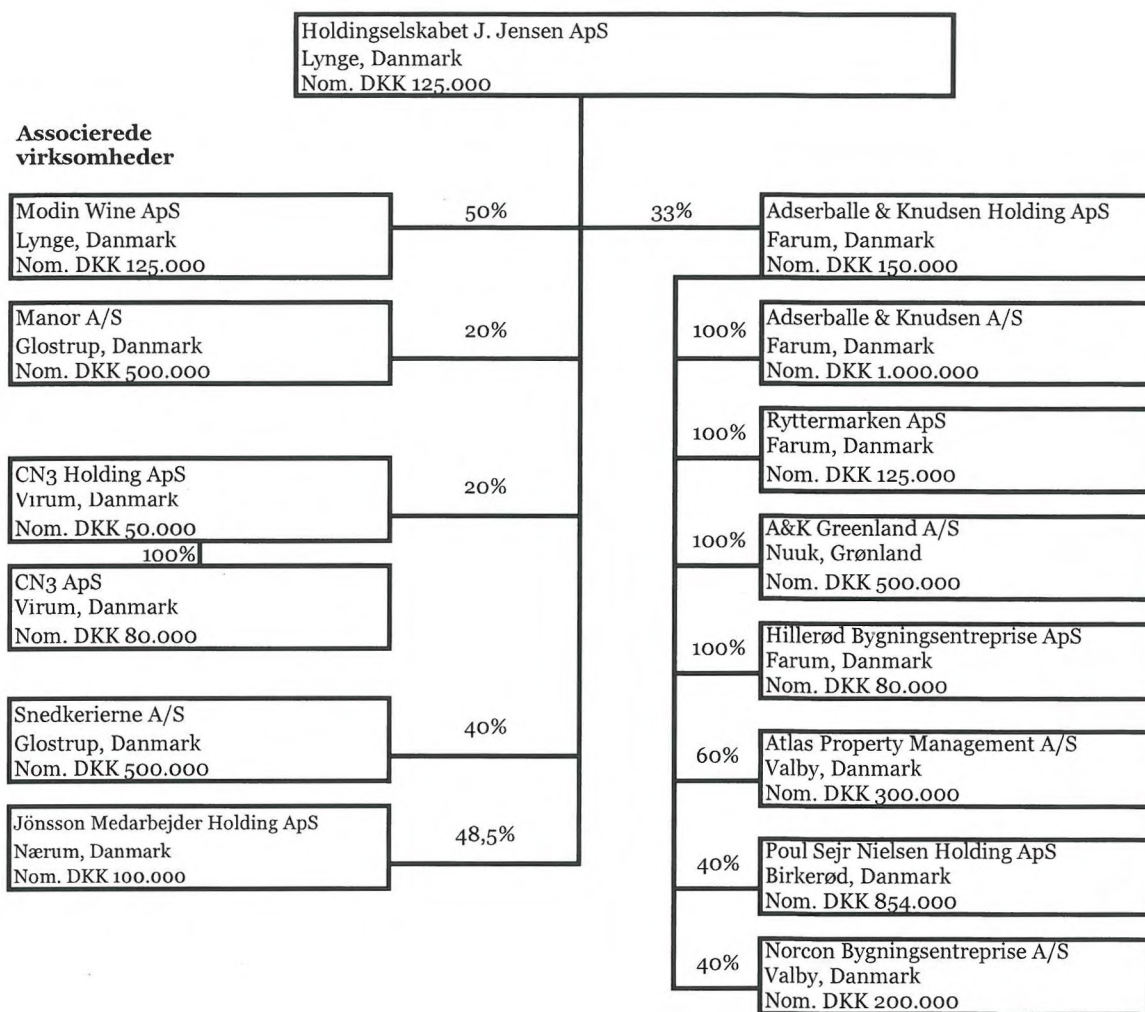 Holdingselskabet J. Jensen ApS
Lynge, Danmark
Nom. DKK 125.000
Associerede
virksomheder
Modin Wine ApS
Lynge, Danmark
Nom. DKK 125.000
50%
33%
Adserballe & Knudsen Holding ApS
Farum, Danmark
Nom. DKK 150.000
Manor A/S
Glostrup, Danmark
Nom. DKK 500.000
20%
100%
Adserballe & Knudsen A/S
Farum, Danmark
Nom. DKK 1.000.000
100%
Ryttermarken ApS
Farum, Danmark
Nom. DKK 125.000
CN3 Holding ApS
Virum, Danmark
Nom. DKK 50.000
20%
100%
CN3 ApS
Virum, Danmark
Nom. DKK 80.000
100%
A&K Greenland A/S
Nuuk, Grønland
Nom. DKK 500.000
100%
Hillerød Bygningsentreprise ApS
Farum, Danmark
Nom. DKK 80.000
Snedkerierne A/S
Glostrup, Danmark
Nom. DKK 500.000
40%
60%
Atlas Property Management A/S
Valby, Danmark
Nom. DKK 300.000
Jönsson Medarbejder Holding ApS
Nærum, Danmark
Nom. DKK 100.000
48,5%
40%
Poul Sejr Nielsen Holding ApS
Birkerød, Danmark
Nom. DKK 854.000
40%
Norcon Bygningsentreprise A/S
Valby, Danmark
Nom. DKK 200.000